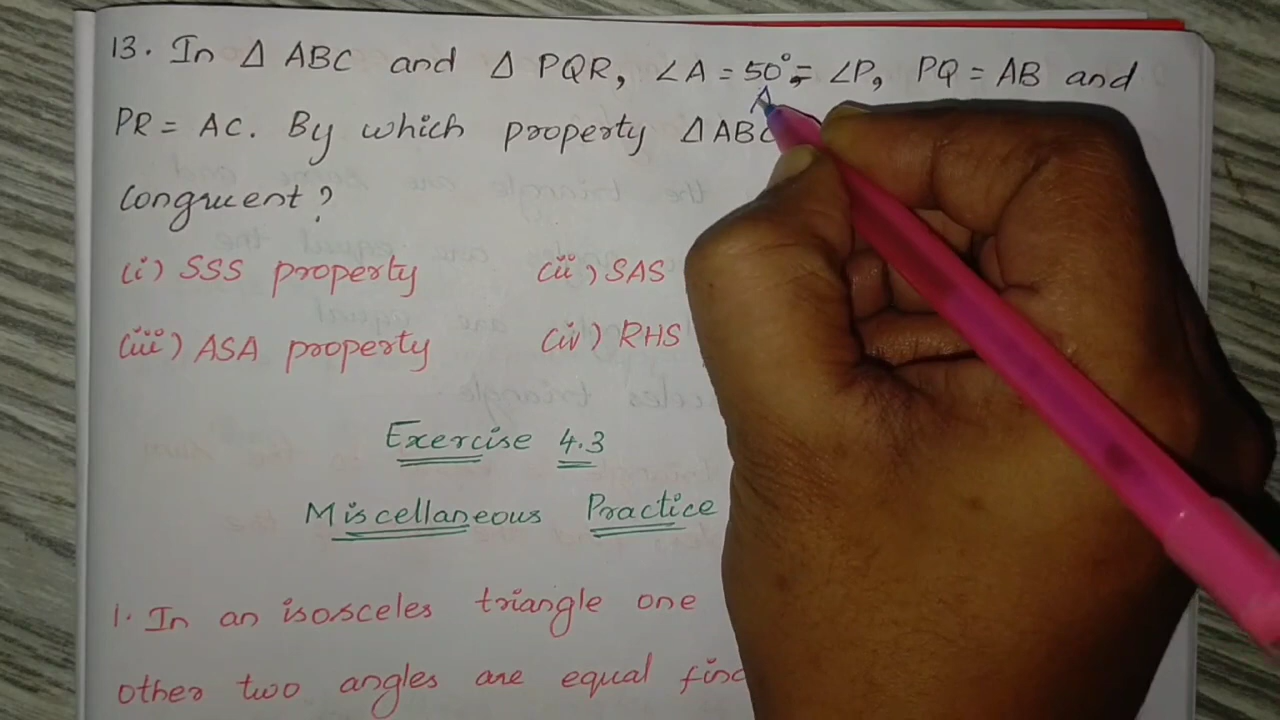 13. In Δ ABC and Δ PQR, ∠A = 50° = ∠P, PQ = AB and
PR = AC. By which property Δ ABC
congruent?
(i) SSS property (ii) SAS
(iii) ASA property (iv) RHS
Exercise 4.3
Miscellaneous Practice
1. In an isosceles triangle one
other two angles are equal find